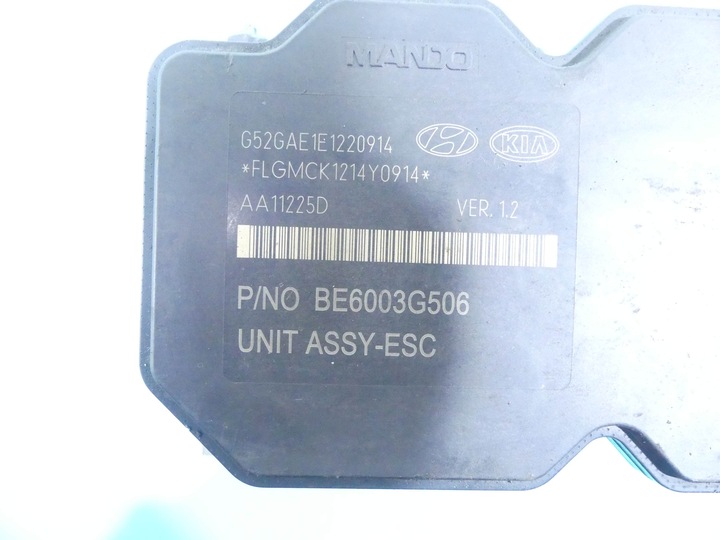 MANDO
G52GAE1E1220914
KIA
*FLGMCK1214Y0914*
AA11225D VER. 1.2
P/NO BE6003G506
UNIT ASSY-ESC